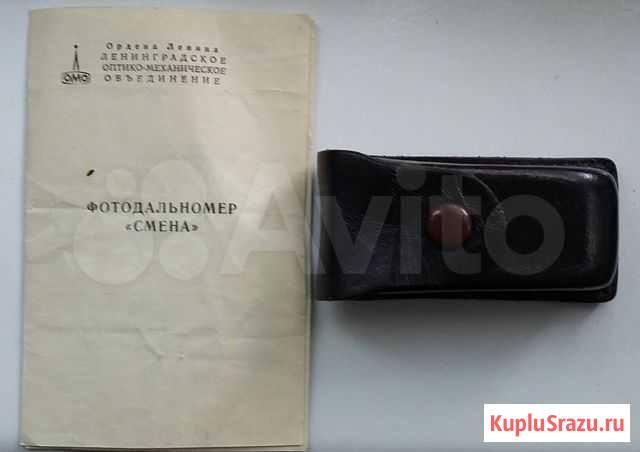 Ордена Ленина
ЛЕНИНГРАДСКОЕ
ОПТИКО-МЕХАНИЧЕСКОЕ
ОБЪЕДИНЕНИЕ
ЛОМО
ФОТОДАЛЬНОМЕР
«СМЕНА»
Avito
KupluSrazu.ru